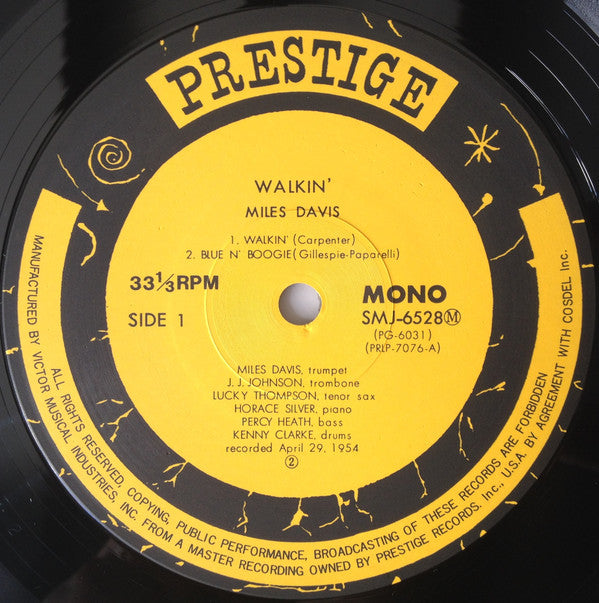 PRESTIGE
WALKIN'
MILES DAVIS
1. WALKIN' (Carpenter)
2. BLUE N' BOOGIE (Gillespie-Paparelli)
33⅓RPM
SIDE 1
MONO
SMJ-6528Ⓜ
(PG-6031)
(PRLP-7076-A)
MILES DAVIS, trumpet
J. J. JOHNSON, trombone
LUCKY THOMPSON, tenor sax
HORACE SILVER, piano
PERCY HEATH, bass
KENNY CLARKE, drums
recorded April 29, 1954
②
MANUFACTURED BY VICTOR MUSICAL INDUSTRIES, INC. FROM A MASTER RECORDING OWNED BY PRESTIGE RECORDS. Inc., U.S.A. BY AGREEMENT WITH COSDEL Inc.
ALL RIGHTS RESERVED, COPYING, PUBLIC PERFORMANCE, BROADCASTING OF THESE RECORDS ARE FORBIDDEN